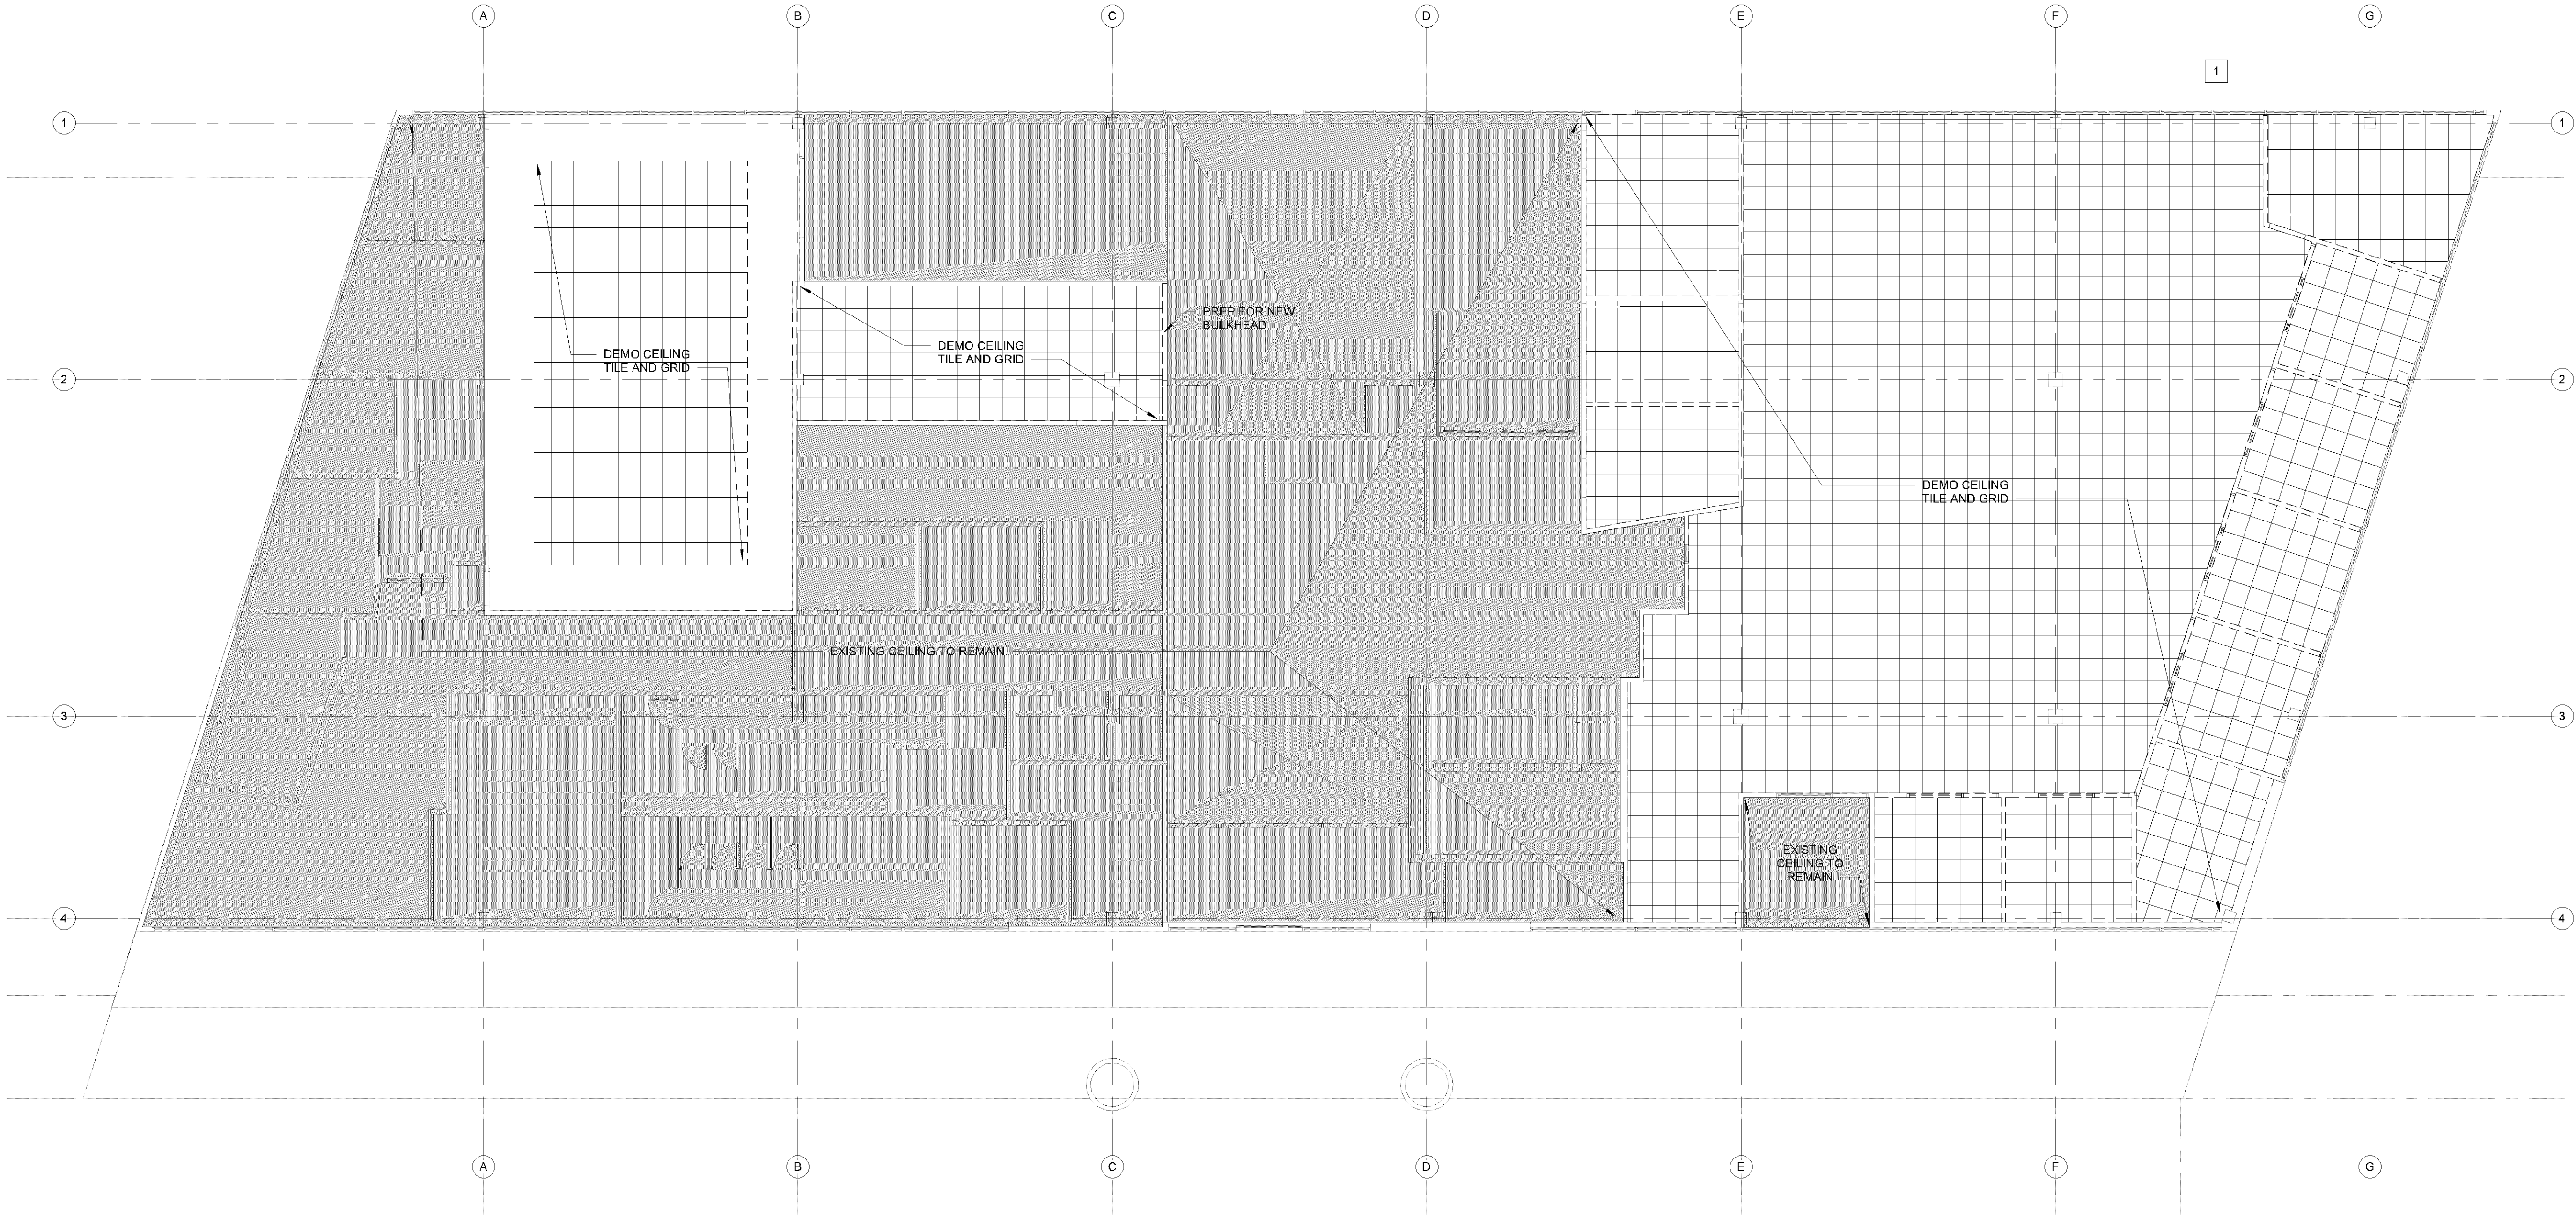 A B C D E F G
1
1 1
PREP FOR NEW
BULKHEAD
DEMO CEILING
TILE AND GRID
DEMO CEILING
TILE AND GRID
2 2
DEMO CEILING
TILE AND GRID
EXISTING CEILING TO REMAIN
3 3
EXISTING
CEILING TO
REMAIN
4 4
A B C D E F G